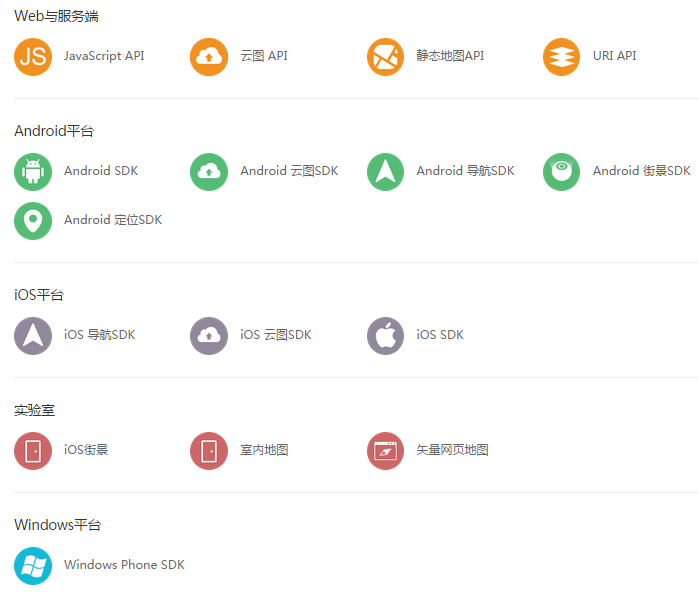 Web与服务端
JS JavaScript API 云图 API 静态地图API URI API
Android平台
Android SDK Android 云图SDK Android 导航SDK Android 街景SDK
Android 定位SDK
iOS平台
iOS 导航SDK iOS 云图SDK iOS SDK
实验室
iOS街景 室内地图 矢量网页地图
Windows平台
Windows Phone SDK